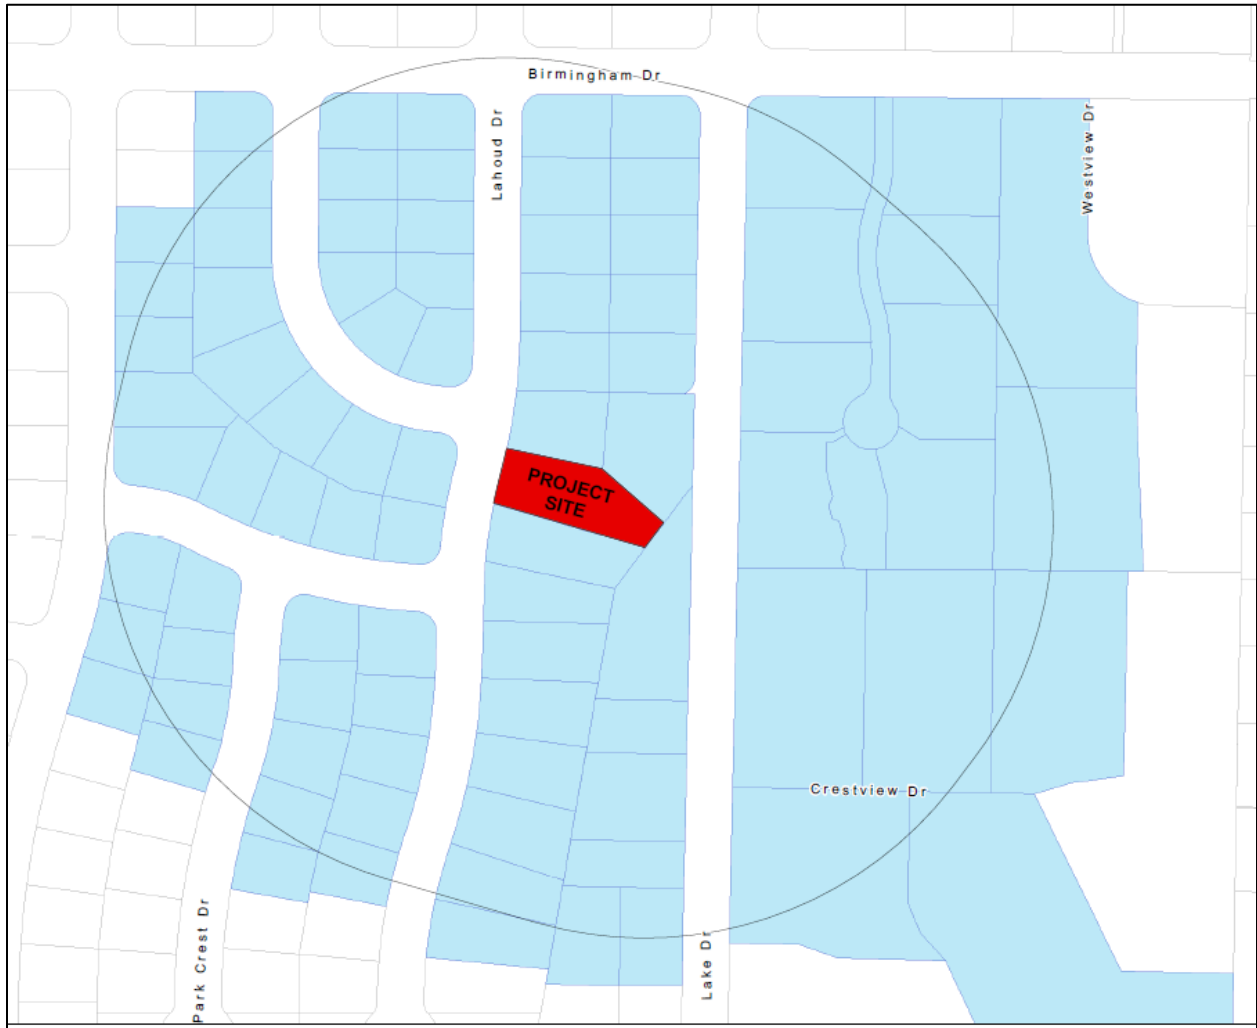 Birmingham Dr
Lahoud Dr
Westview Dr
PROJECT
SITE
Crestview Dr
Park Crest Dr
Lake Dr